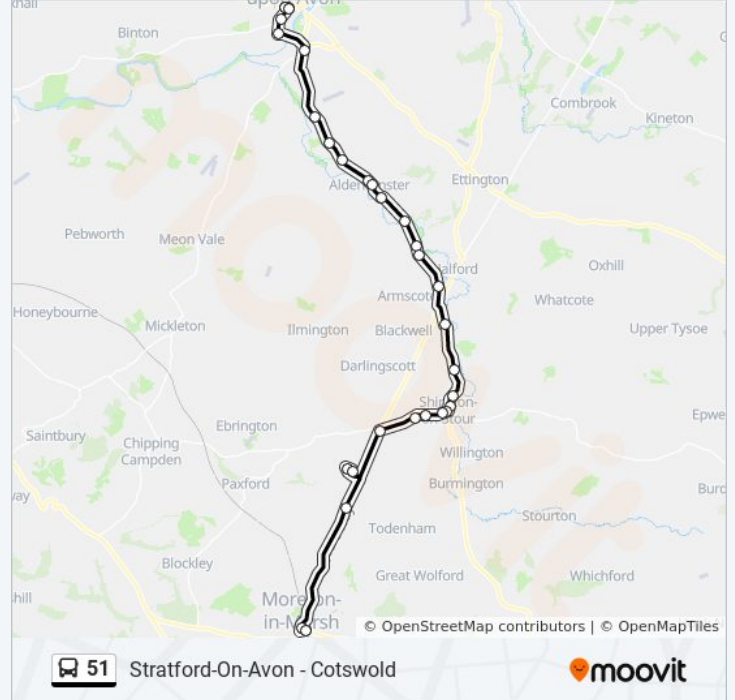 upon Avon
Binton
Combrook
Kineton
Ettington
Pebworth
Meon Vale
Oxhill
Armscote
Whatcote
Honeybourne
Mickleton
Ilmington
Blackwell
Upper Tysoe
Darlingscott
Ebrington
Saintbury
Chipping
Campden
Willington
Paxford
Burmington
Stourton
Todenham
Blockley
Great Wolford
Whichford
Moreton-
in-Marsh
© OpenStreetMap contributors | © OpenMapTiles
51 Stratford-On-Avon - Cotswold
moovit